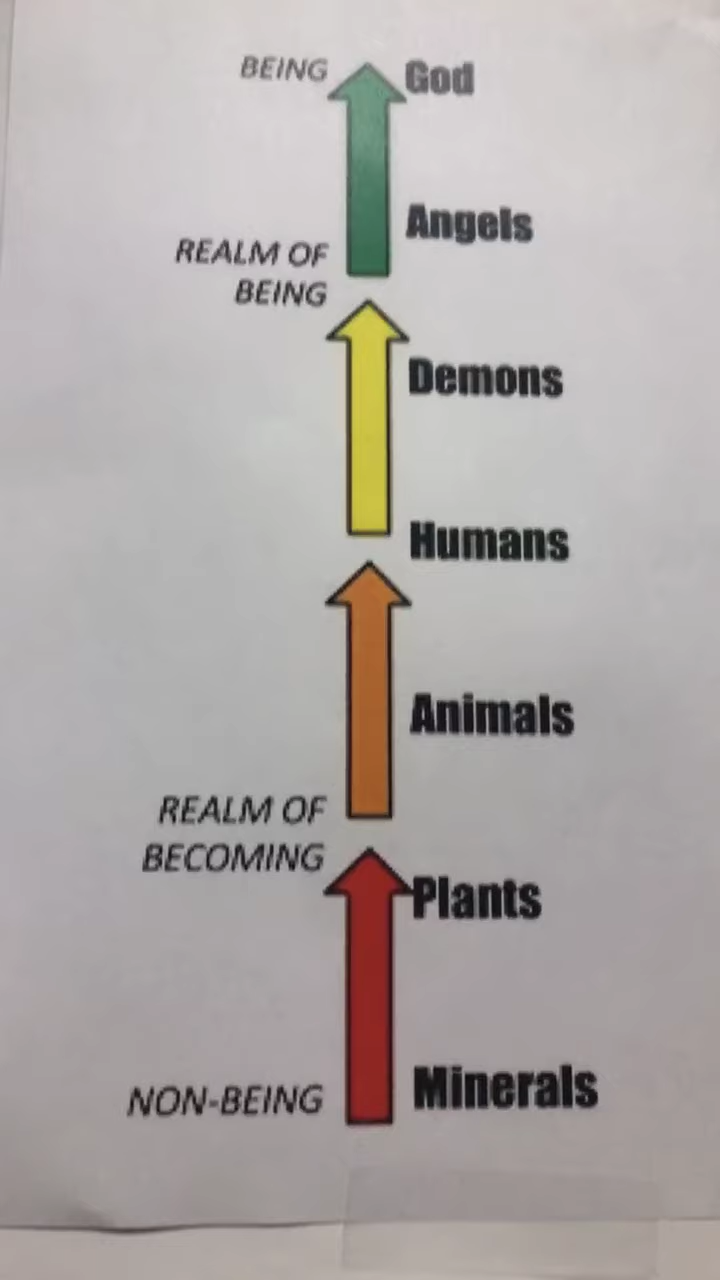 BEING God
Angels
REALM OF
BEING
Demons
Humans
Animals
REALM OF
BECOMING
Plants
NON-BEING Minerals